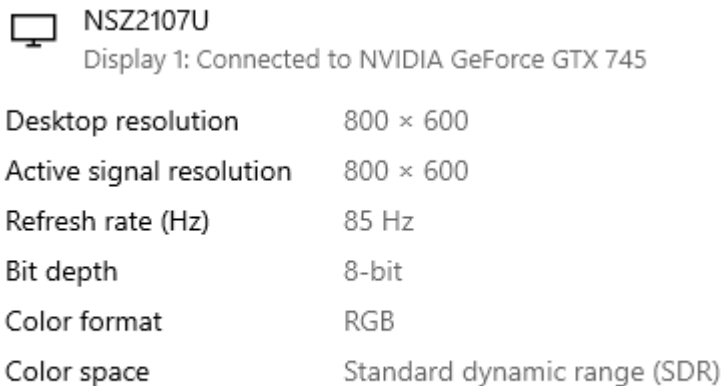 NSZ2107U
Display 1: Connected to NVIDIA GeForce GTX 745
Desktop resolution 800 × 600
Active signal resolution 800 × 600
Refresh rate (Hz) 85 Hz
Bit depth 8-bit
Color format RGB
Color space Standard dynamic range (SDR)